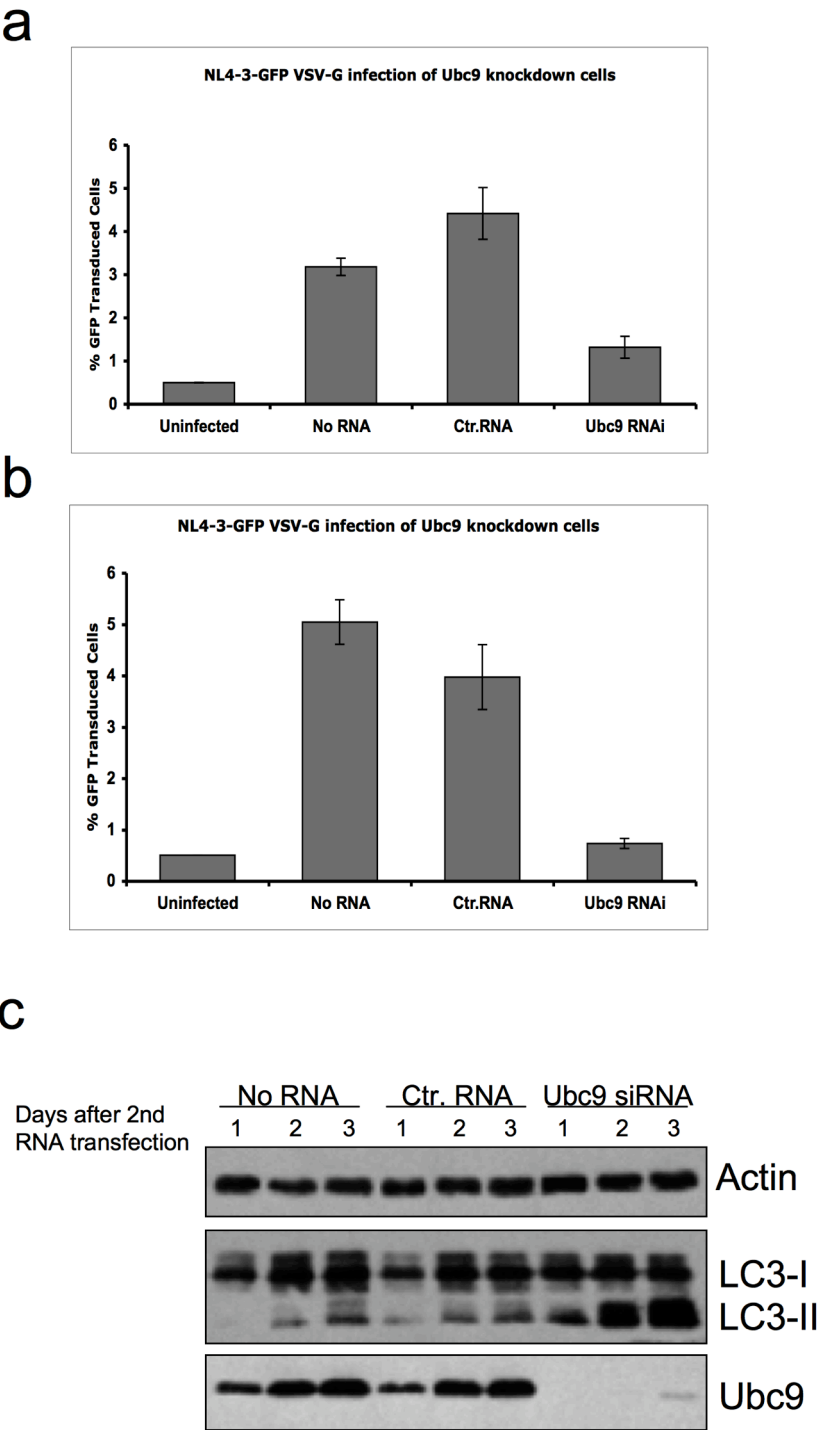 a
NL4-3-GFP VSV-G infection of Ubc9 knockdown cells
% GFP Transduced Cells
6
5
4
3
2
1
0
Uninfected No RNA Ctr.RNA Ubc9 RNAi
b
NL4-3-GFP VSV-G infection of Ubc9 knockdown cells
% GFP Transduced Cells
6
5
4
3
2
1
0
Uninfected No RNA Ctr.RNA Ubc9 RNAi
c
No RNA Ctr. RNA Ubc9 siRNA
Days after 2nd
RNA transfection
1 2 3 1 2 3 1 2 3
Actin
LC3-I
LC3-II
Ubc9